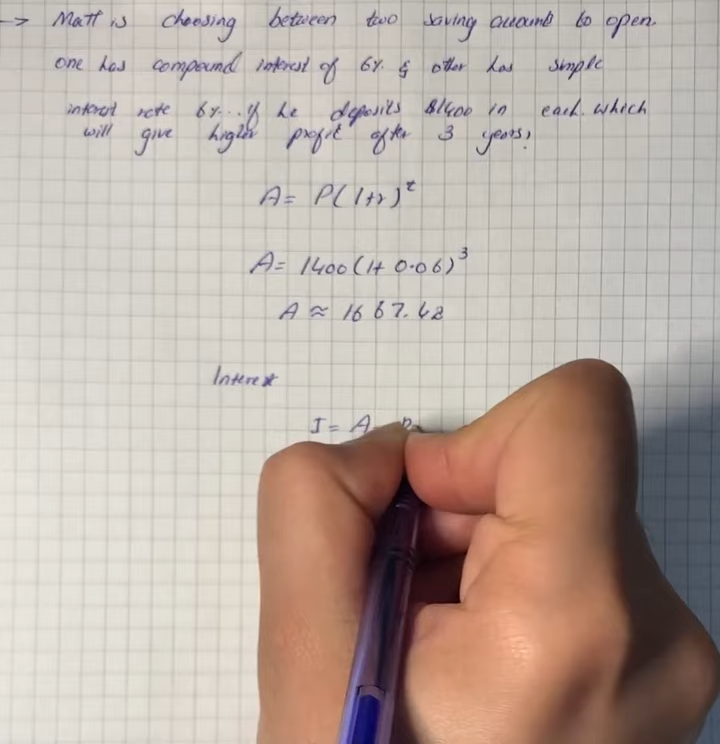 → Matt is choosing between two saving account to open.
one has compound interest of 6% & other has simple
interest rate 6%... if he deposits $1400 in each. which
will give higher profit after 3 years?
A = P(1+r)^t
A = 1400(1+0.06)^3
A ≈ 1667.42
Interest
I = A - P